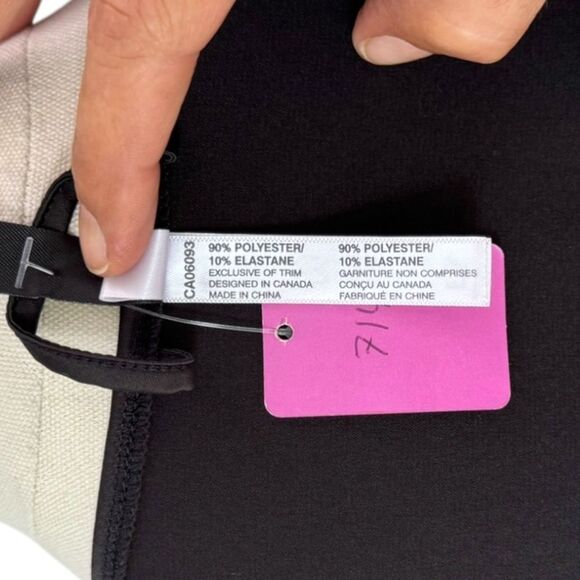 CA06093
90% POLYESTER/
10% ELASTANE
EXCLUSIVE OF TRIM
DESIGNED IN CANADA
MADE IN CHINA
90% POLYESTER/
10% ELASTANE
GARNITURE NON COMPRISES
CONÇU AU CANADA
FABRIQUÉ EN CHINE